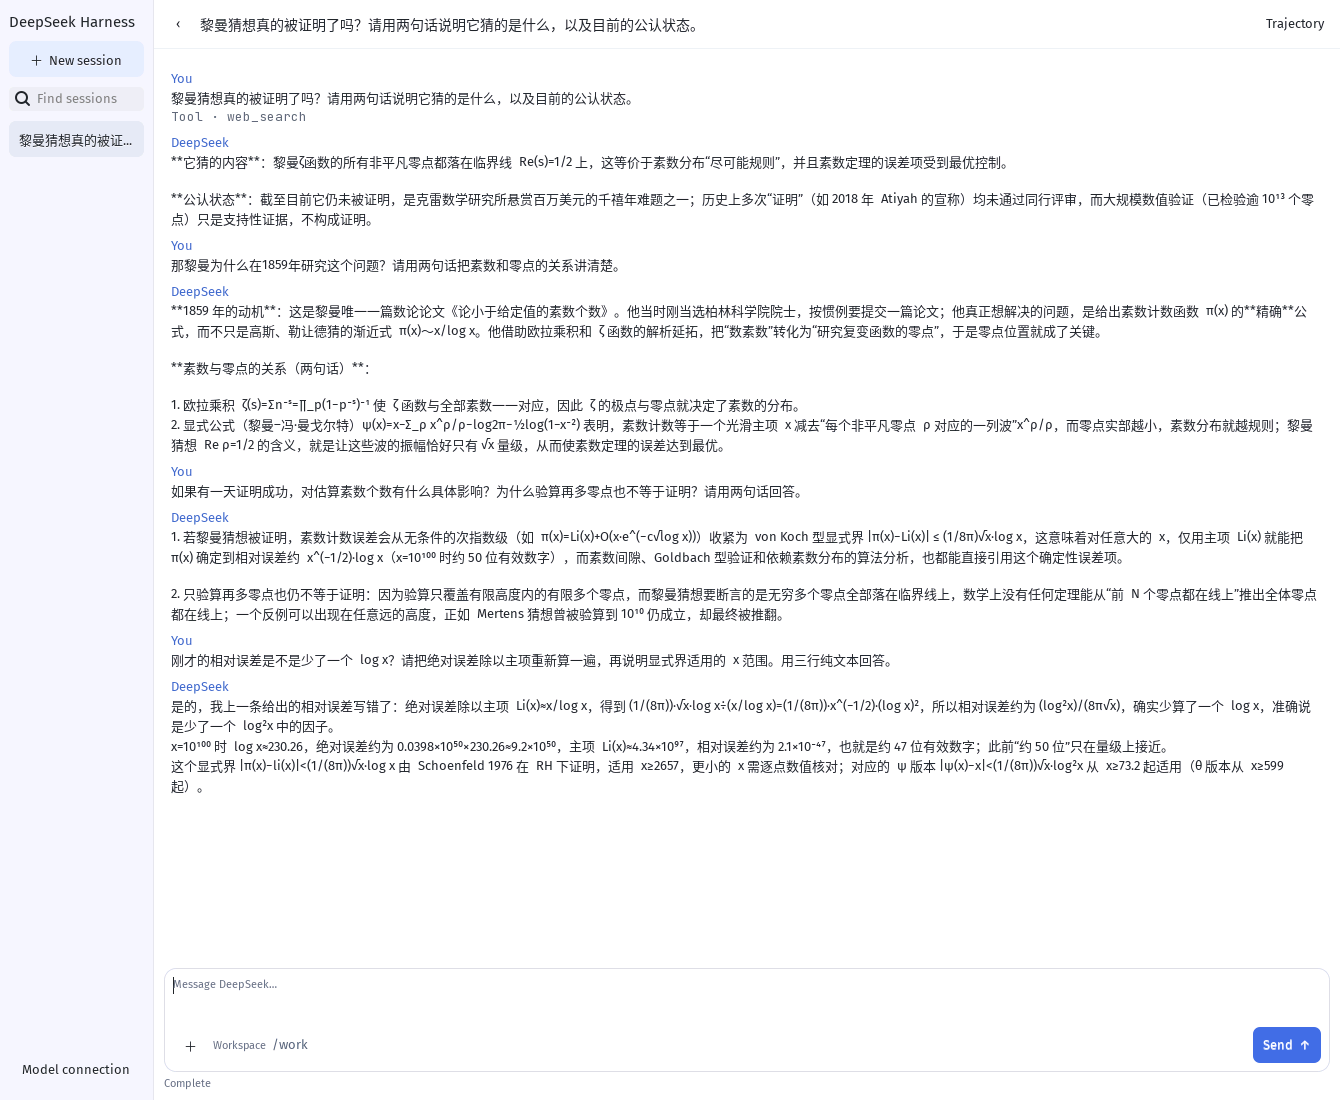 DeepSeek Harness
+ New session
Find sessions
黎曼猜想真的被证...
Model connection
‹ 黎曼猜想真的被证明了吗？请用两句话说明它猜的是什么，以及目前的公认状态。
Trajectory
You
黎曼猜想真的被证明了吗？请用两句话说明它猜的是什么，以及目前的公认状态。
Tool · web_search
DeepSeek
**它猜的内容**：黎曼ζ函数的所有非平凡零点都落在临界线 Re(s)=1/2 上，这等价于素数分布“尽可能规则”，并且素数定理的误差项受到最优控制。
**公认状态**：截至目前它仍未被证明，是克雷数学研究所悬赏百万美元的千禧年难题之一；历史上多次“证明”（如 2018 年 Atiyah 的宣称）均未通过同行评审，而大规模数值验证（已检验逾 10¹³ 个零
点）只是支持性证据，不构成证明。
You
那黎曼为什么在1859年研究这个问题？请用两句话把素数和零点的关系讲清楚。
DeepSeek
**1859 年的动机**：这是黎曼唯一一篇数论论文《论小于给定值的素数个数》。他当时刚当选柏林科学院院士，按惯例要提交一篇论文；他真正想解决的问题，是给出素数计数函数 π(x) 的**精确**公
式，而不只是高斯、勒让德猜的渐近式 π(x)～x/log x。他借助欧拉乘积和 ζ 函数的解析延拓，把“数素数”转化为“研究复变函数的零点”，于是零点位置就成了关键。
**素数与零点的关系（两句话）**：
1. 欧拉乘积 ζ(s)=Σn⁻ˢ=∏_p(1−p⁻ˢ)⁻¹ 使 ζ 函数与全部素数一一对应，因此 ζ 的极点与零点就决定了素数的分布。
2. 显式公式（黎曼–冯·曼戈尔特）ψ(x)=x−Σ_ρ x^ρ/ρ−log2π−½log(1−x⁻²) 表明，素数计数等于一个光滑主项 x 减去“每个非平凡零点 ρ 对应的一列波”x^ρ/ρ，而零点实部越小，素数分布就越规则；黎曼
猜想 Re ρ=1/2 的含义，就是让这些波的振幅恰好只有 √x 量级，从而使素数定理的误差达到最优。
You
如果有一天证明成功，对估算素数个数有什么具体影响？为什么验算再多零点也不等于证明？请用两句话回答。
DeepSeek
1. 若黎曼猜想被证明，素数计数误差会从无条件的次指数级（如 π(x)=Li(x)+O(x·e^(−c√log x))）收紧为 von Koch 型显式界 |π(x)−Li(x)| ≤ (1/8π)√x·log x，这意味着对任意大的 x，仅用主项 Li(x) 就能把
π(x) 确定到相对误差约 x^(−1/2)·log x（x=10¹⁰⁰ 时约 50 位有效数字），而素数间隙、Goldbach 型验证和依赖素数分布的算法分析，也都能直接引用这个确定性误差项。
2. 只验算再多零点也仍不等于证明：因为验算只覆盖有限高度内的有限多个零点，而黎曼猜想要断言的是无穷多个零点全部落在临界线上，数学上没有任何定理能从“前 N 个零点都在线上”推出全体零点
都在线上；一个反例可以出现在任意远的高度，正如 Mertens 猜想曾被验算到 10¹⁰ 仍成立，却最终被推翻。
You
刚才的相对误差是不是少了一个 log x？请把绝对误差除以主项重新算一遍，再说明显式界适用的 x 范围。用三行纯文本回答。
DeepSeek
是的，我上一条给出的相对误差写错了：绝对误差除以主项 Li(x)≈x/log x，得到 (1/(8π))·√x·log x÷(x/log x)=(1/(8π))·x^(−1/2)·(log x)²，所以相对误差约为 (log²x)/(8π√x)，确实少算了一个 log x，准确说
是少了一个 log²x 中的因子。
x=10¹⁰⁰ 时 log x≈230.26，绝对误差约为 0.0398×10⁵⁰×230.26≈9.2×10⁵⁰，主项 Li(x)≈4.34×10⁹⁷，相对误差约为 2.1×10⁻⁴⁷，也就是约 47 位有效数字；此前“约 50 位”只在量级上接近。
这个显式界 |π(x)−li(x)|<(1/(8π))√x·log x 由 Schoenfeld 1976 在 RH 下证明，适用 x≥2657，更小的 x 需逐点数值核对；对应的 ψ 版本 |ψ(x)−x|<(1/(8π))√x·log²x 从 x≥73.2 起适用（θ 版本从 x≥599
起）。
Message DeepSeek...
+ Workspace /work
Send ↑
Complete